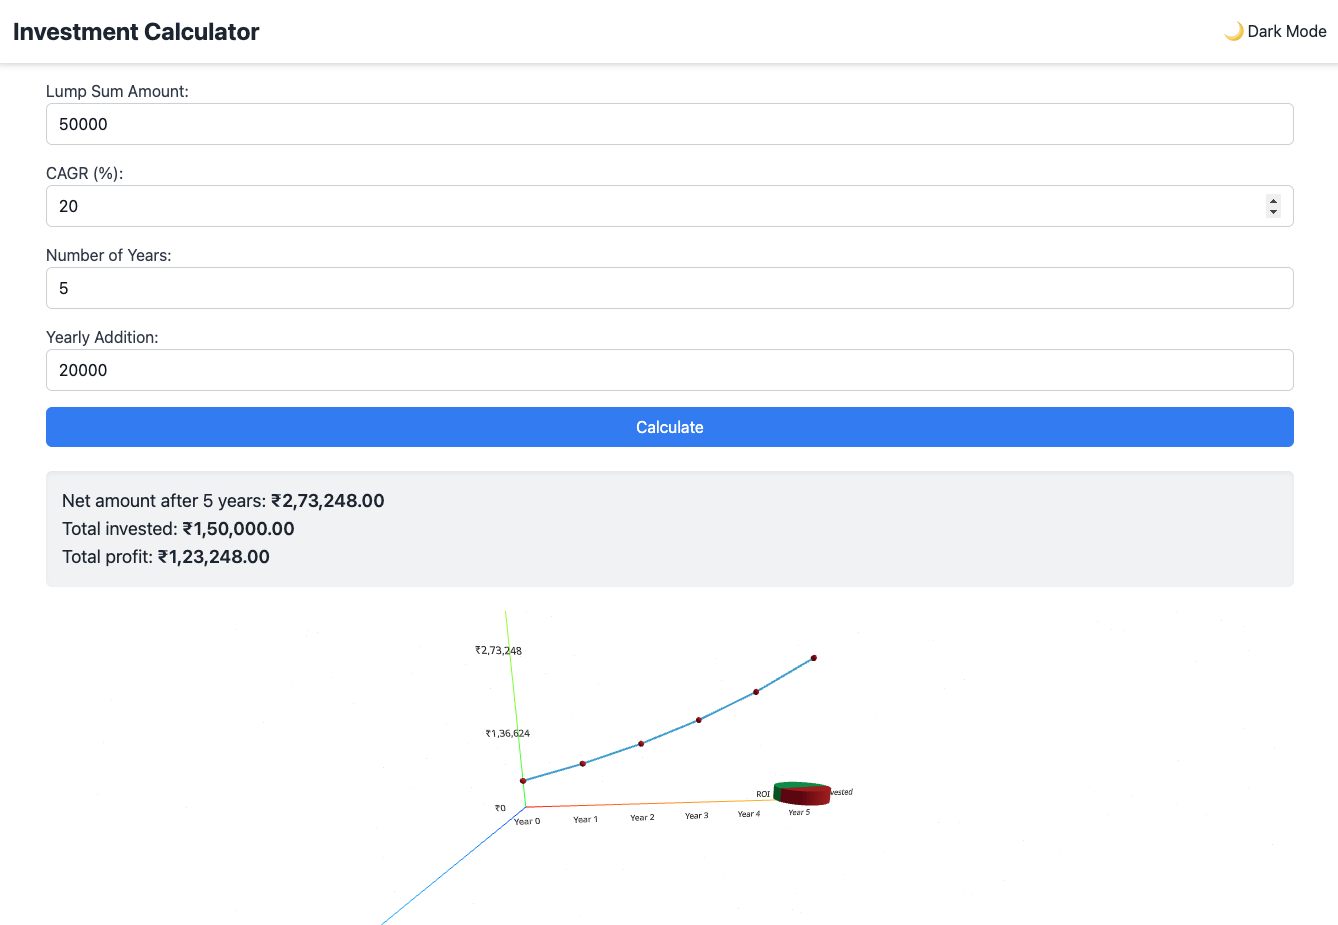 Investment Calculator
🌙 Dark Mode
Lump Sum Amount:
50000
CAGR (%):
20
Number of Years:
5
Yearly Addition:
20000
Calculate
Net amount after 5 years: ₹2,73,248.00
Total invested: ₹1,50,000.00
Total profit: ₹1,23,248.00
₹2,73,248
₹1,36,624
₹0
ROI
vested
Year 0 Year 1 Year 2 Year 3 Year 4 Year 5